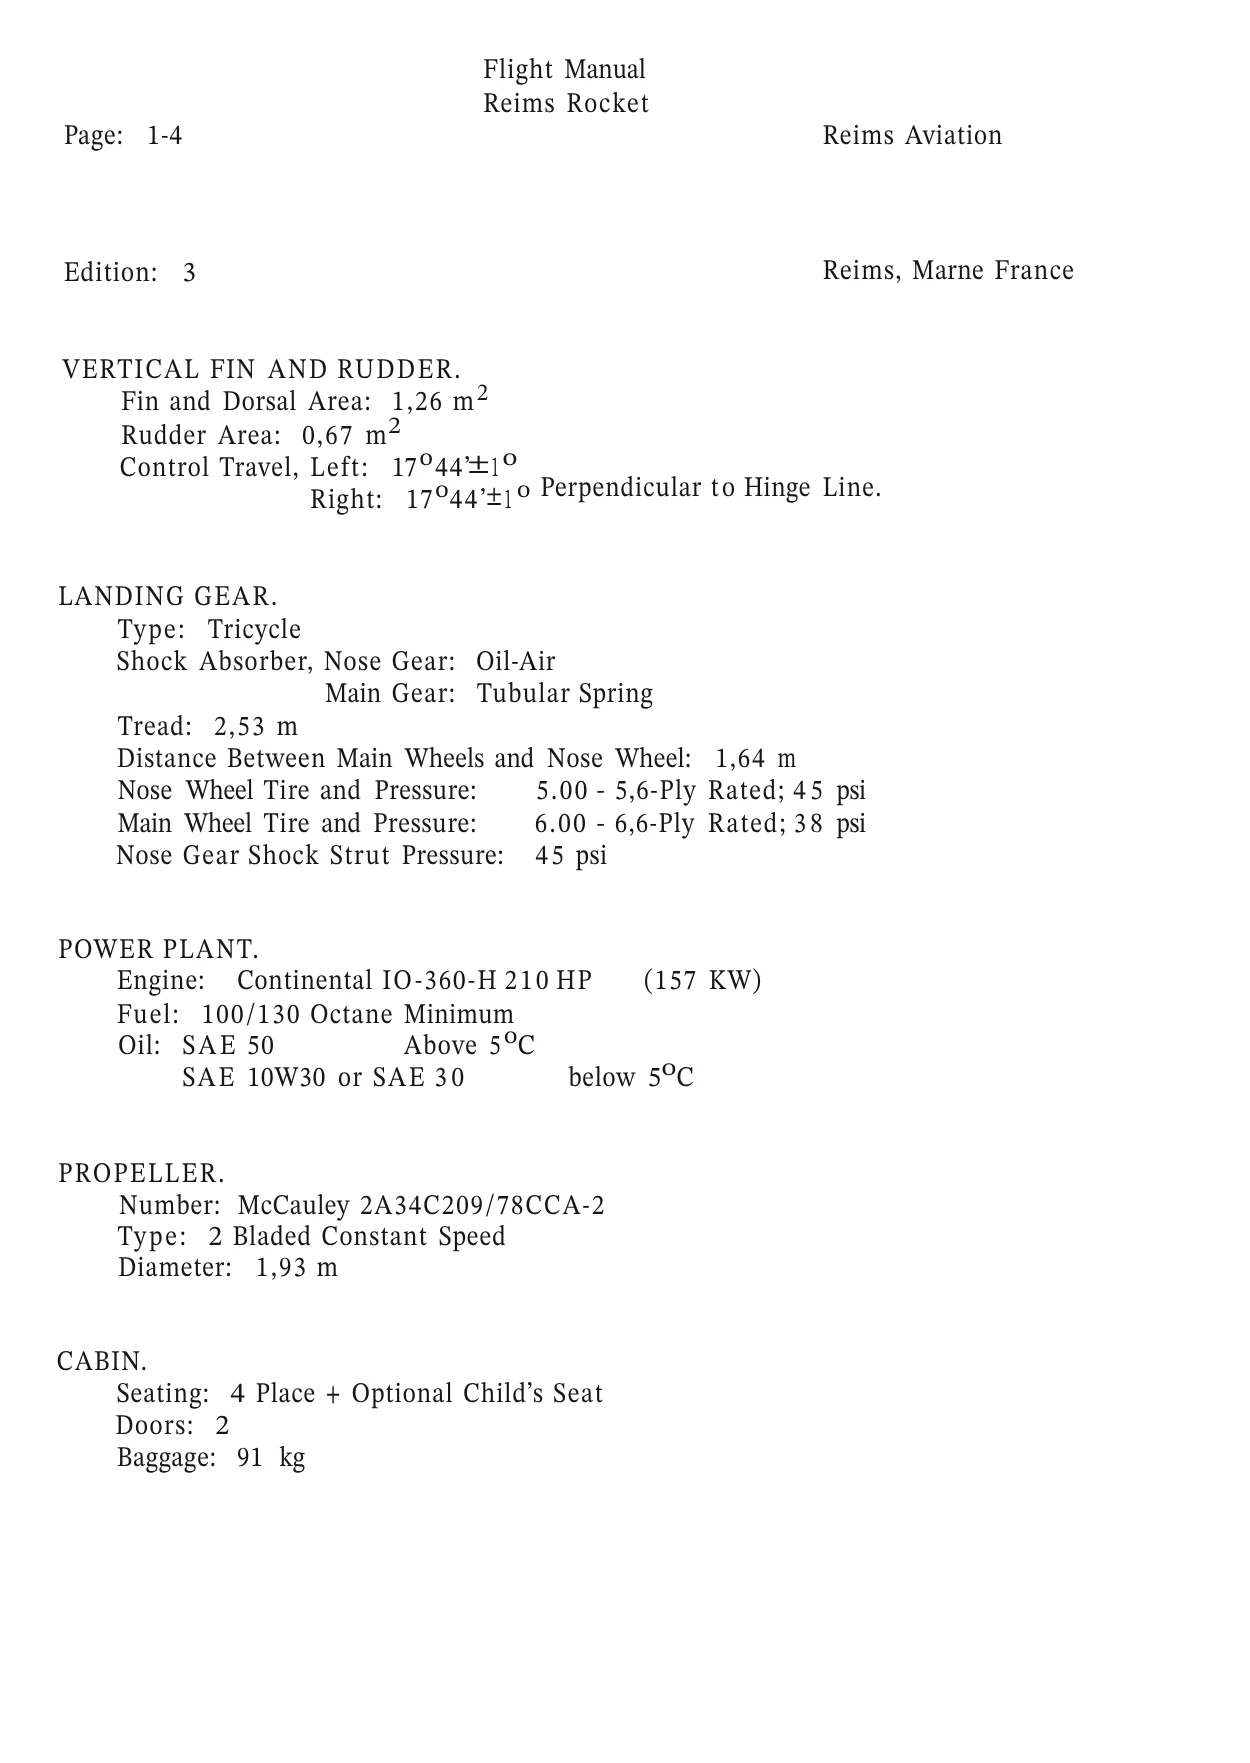 Flight Manual
Reims Rocket
Page: 1-4 Reims Aviation
Edition: 3 Reims, Marne France
VERTICAL FIN AND RUDDER.
Fin and Dorsal Area: 1,26 m²
Rudder Area: 0,67 m²
Control Travel, Left: 17º44’±1º
Right: 17º44’±1º Perpendicular to Hinge Line.
LANDING GEAR.
Type: Tricycle
Shock Absorber, Nose Gear: Oil-Air
Main Gear: Tubular Spring
Tread: 2,53 m
Distance Between Main Wheels and Nose Wheel: 1,64 m
Nose Wheel Tire and Pressure: 5.00 - 5,6-Ply Rated; 45 psi
Main Wheel Tire and Pressure: 6.00 - 6,6-Ply Rated; 38 psi
Nose Gear Shock Strut Pressure: 45 psi
POWER PLANT.
Engine: Continental IO-360-H 210 HP (157 KW)
Fuel: 100/130 Octane Minimum
Oil: SAE 50 Above 5ºC
SAE 10W30 or SAE 30 below 5ºC
PROPELLER.
Number: McCauley 2A34C209/78CCA-2
Type: 2 Bladed Constant Speed
Diameter: 1,93 m
CABIN.
Seating: 4 Place + Optional Child’s Seat
Doors: 2
Baggage: 91 kg